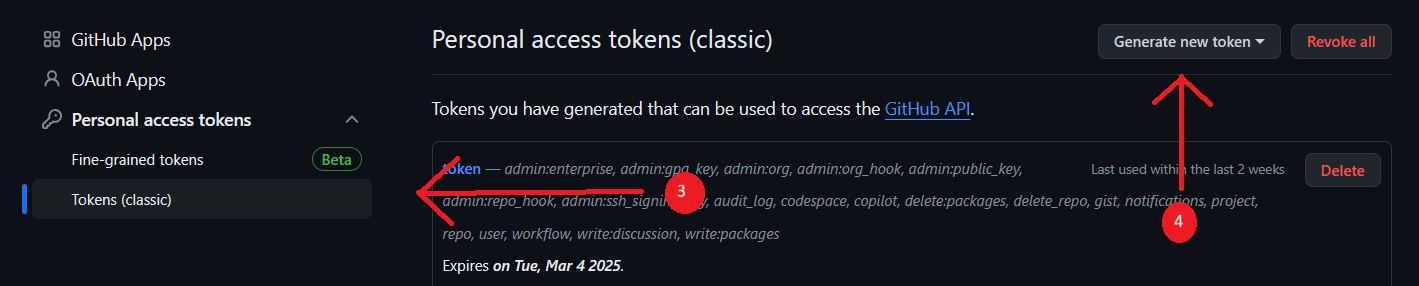 GitHub Apps
OAuth Apps
Personal access tokens
Fine-grained tokens Beta
Tokens (classic)
Personal access tokens (classic)
Generate new token
Revoke all
Tokens you have generated that can be used to access the GitHub API.
token — admin:enterprise, admin:gpg_key, admin:org, admin:org_hook, admin:public_key,
Last used within the last 2 weeks
Delete
3
admin:repo_hook, admin:ssh_signing_key, audit_log, codespace, copilot, delete:packages, delete_repo, gist, notifications, project,
4
repo, user, workflow, write:discussion, write:packages
Expires on Tue, Mar 4 2025.